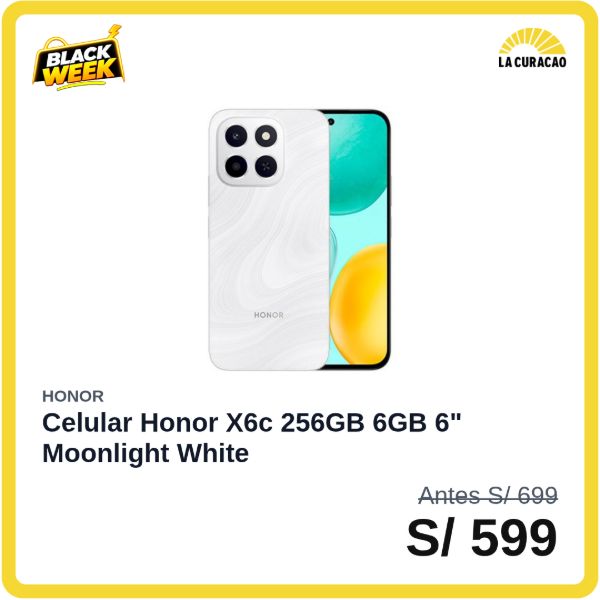 BLACK
WEEK
LA CURACAO
HONOR
HONOR
Celular Honor X6c 256GB 6GB 6"
Moonlight White
Antes S/ 699
S/ 599